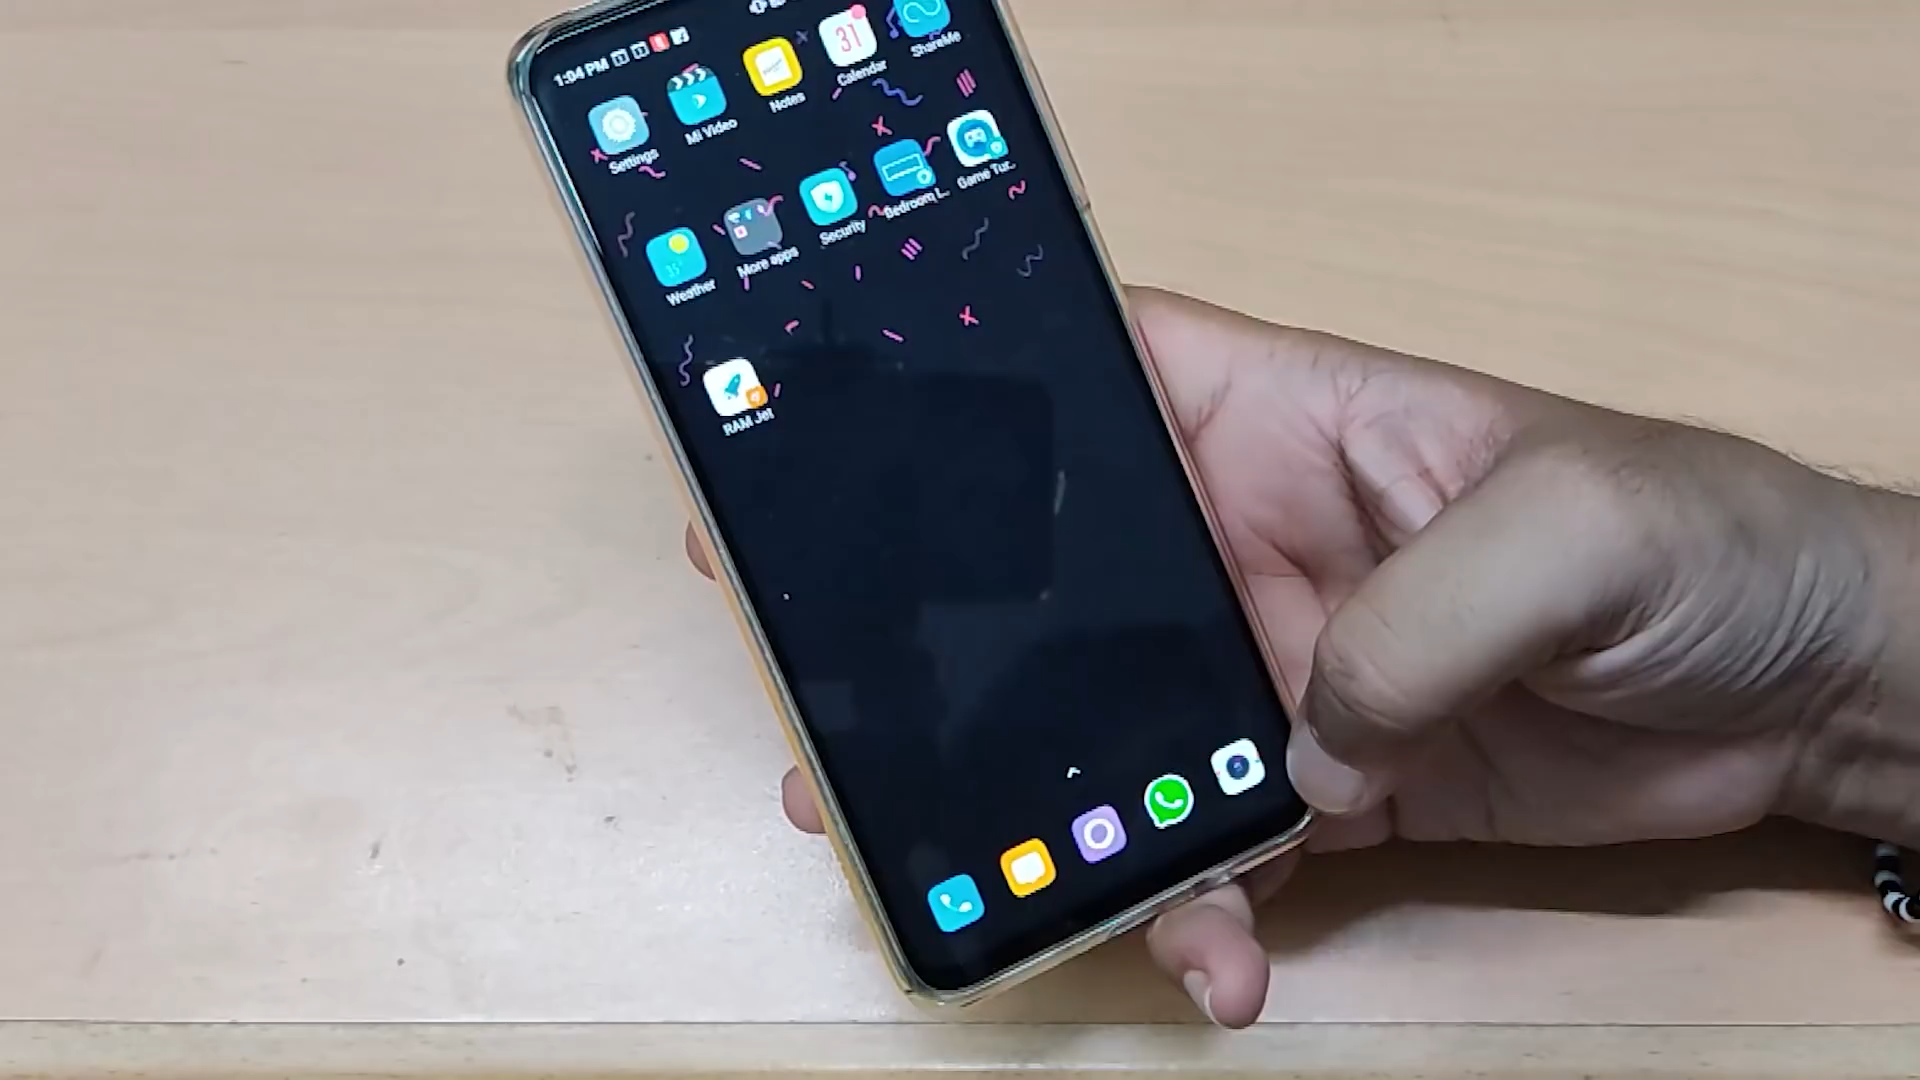 1:04 PM
Settings
Mi Video
Notes
31
Calendar
ShareMe
Weather
35°
More apps
Security
Bedroom L..
Game Tur..
RAM Jet